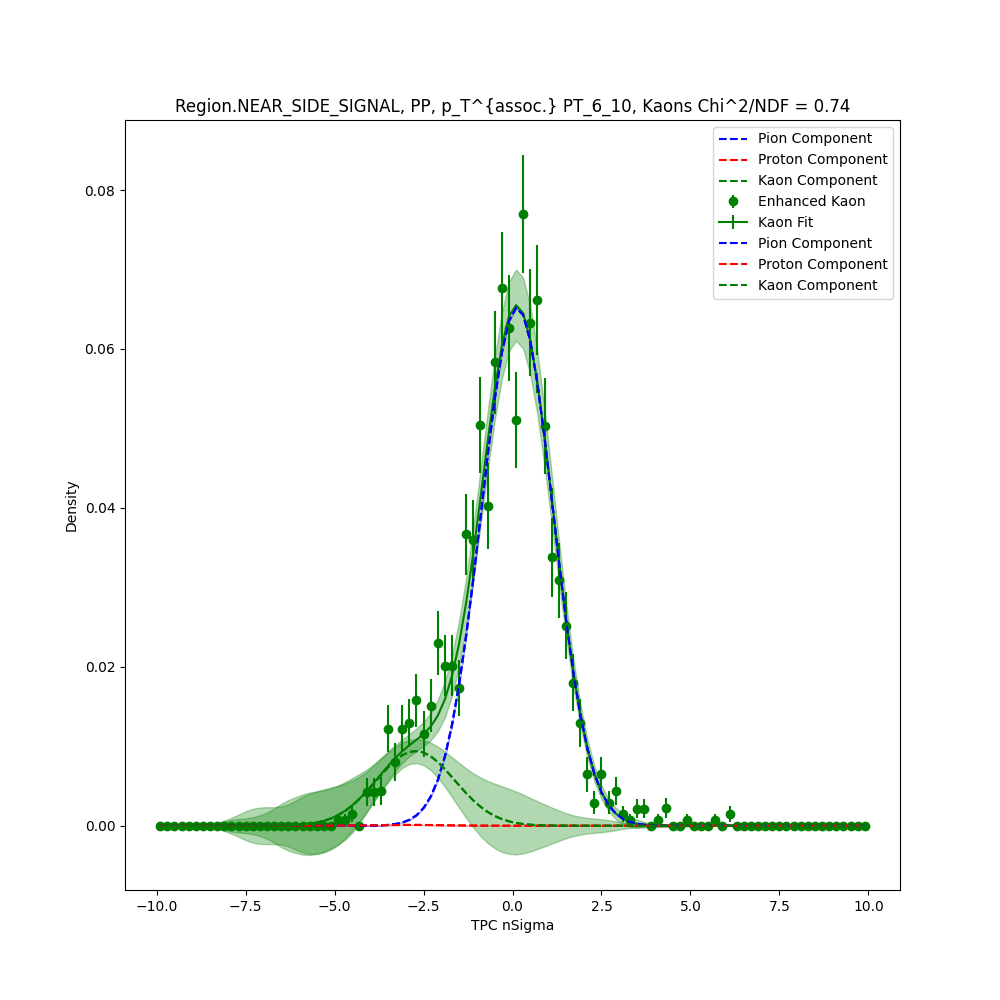 Region.NEAR_SIDE_SIGNAL, PP, p_T^{assoc.} PT_6_10, Kaons Chi^2/NDF = 0.74
Pion Component
Proton Component
Kaon Component
Enhanced Kaon
Kaon Fit
Pion Component
Proton Component
Kaon Component
0.08
0.06
0.04
0.02
0.00
Density
−10.0 −7.5 −5.0 −2.5 0.0 2.5 5.0 7.5 10.0
TPC nSigma